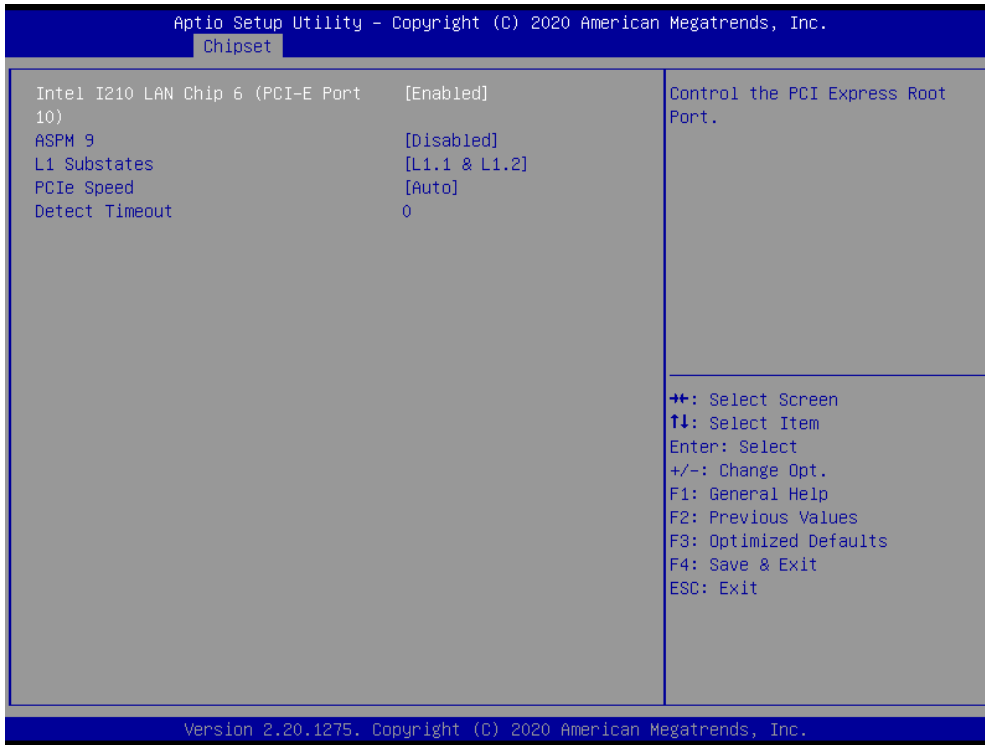 Aptio Setup Utility – Copyright (C) 2020 American Megatrends, Inc.
Chipset
Intel I210 LAN Chip 6 (PCI-E Port 10) [Enabled]
ASPM 9 [Disabled]
L1 Substates [L1.1 & L1.2]
PCIe Speed [Auto]
Detect Timeout 0
Control the PCI Express Root
Port.
→←: Select Screen
↑↓: Select Item
Enter: Select
+/-: Change Opt.
F1: General Help
F2: Previous Values
F3: Optimized Defaults
F4: Save & Exit
ESC: Exit
Version 2.20.1275. Copyright (C) 2020 American Megatrends, Inc.